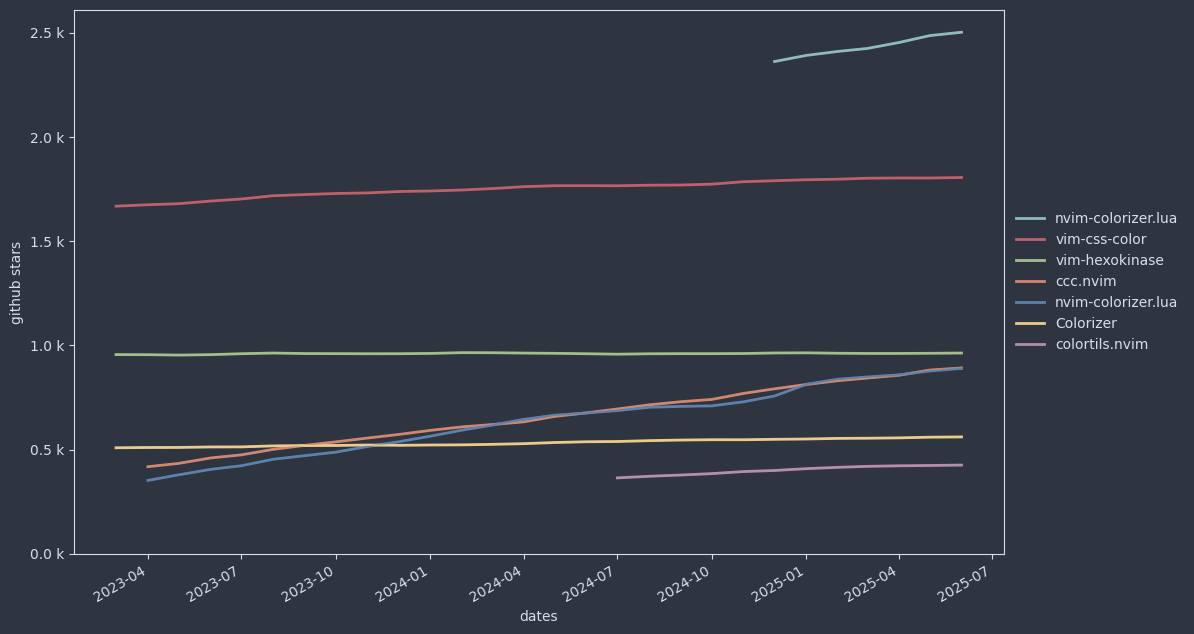 2.5 k
2.0 k
1.5 k
1.0 k
0.5 k
0.0 k
github stars
2023-04
2023-07
2023-10
2024-01
2024-04
2024-07
2024-10
2025-01
2025-04
2025-07
dates
nvim-colorizer.lua
vim-css-color
vim-hexokinase
ccc.nvim
nvim-colorizer.lua
Colorizer
colortils.nvim